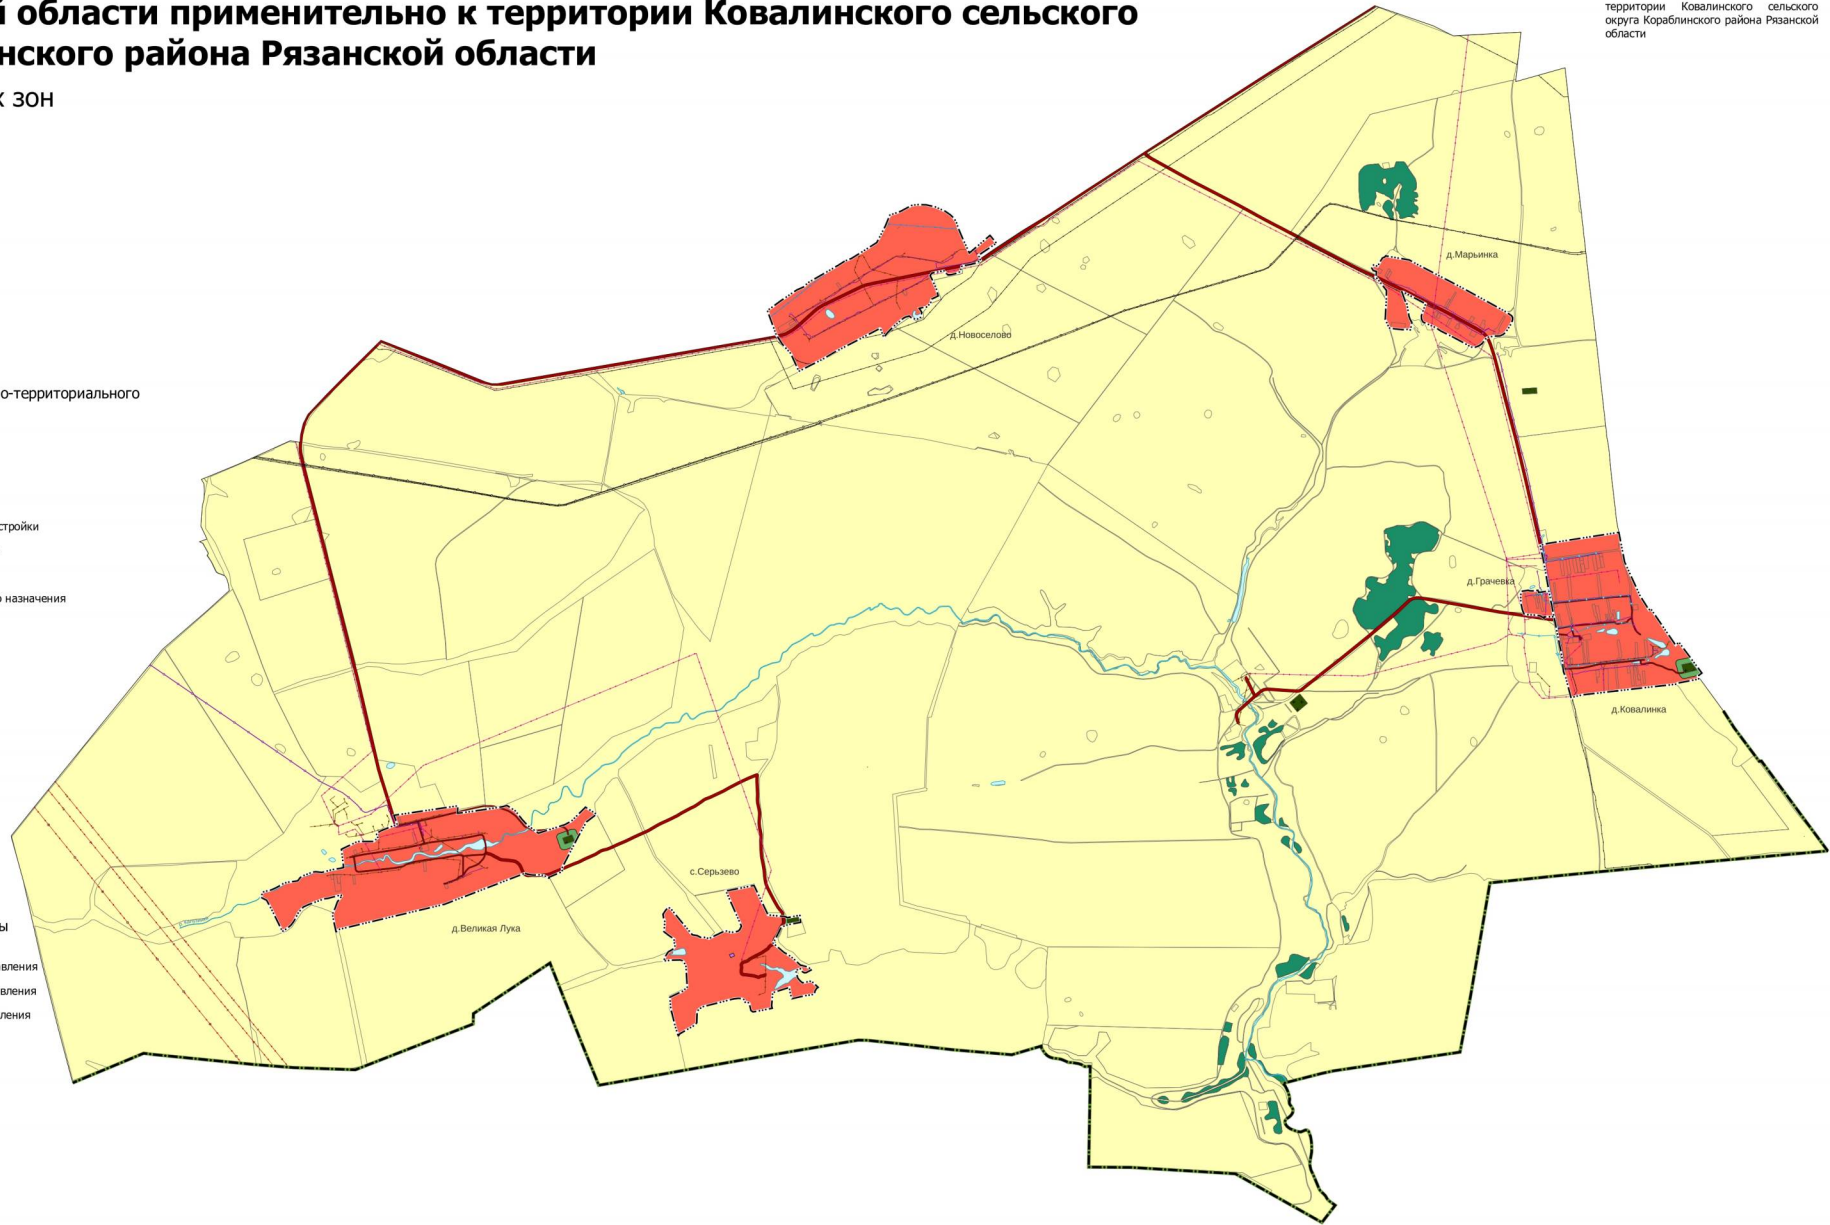 й области применительно к территории Ковалинского сельского
нского района Рязанской области
х зон
территории Ковалинского сельского
округа Кораблинского района Рязанской
области
д.Марьинка
д.Новоселово
о-территориального
стройки
д.Грачевка
о назначения
д.Ковалинка
с.Серьзево
д.Великая Лука
ы
вления
вления
ления